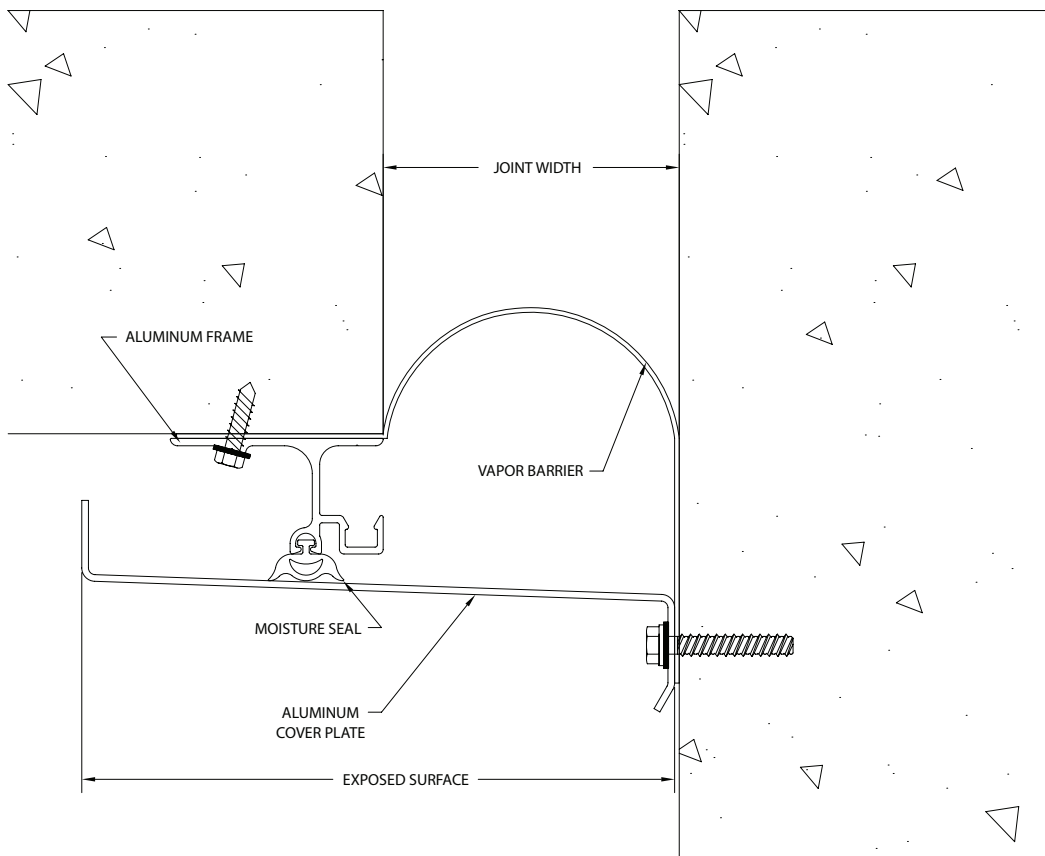 JOINT WIDTH
ALUMINUM FRAME
VAPOR BARRIER
MOISTURE SEAL
ALUMINUM
COVER PLATE
EXPOSED SURFACE